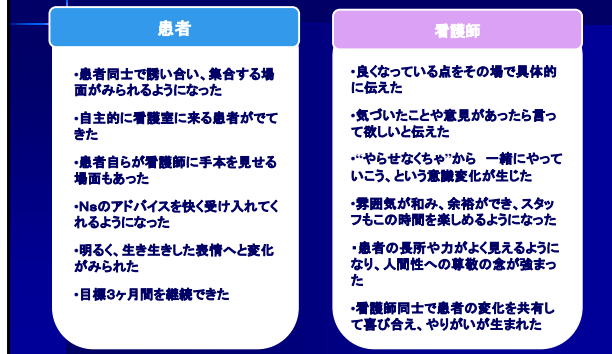 患者
・患者同士で誘い合い、集合する場
面がみられるようになった
・自主的に看護室に来る患者がでて
きた
・患者自らが看護師に手本を見せる
場面もあった
・Nsのアドバイスを快く受け入れてく
れるようになった
・明るく、生き生きした表情へと変化
がみられた
・目標3ヶ月間を継続できた
看護師
・良くなっている点をその場で具体的
に伝えた
・気づいたことや意見があったら言っ
て欲しいと伝えた
・“やらせなくちゃ”から　一緒にやって
いこう、という意識変化が生じた
・雰囲気が和み、余裕ができ、スタッ
フもこの時間を楽しめるようになった
・患者の長所や力がよく見えるように
なり、人間性への尊敬の念が強まっ
た
・看護師同士で患者の変化を共有し
て喜び合え、やりがいが生まれた